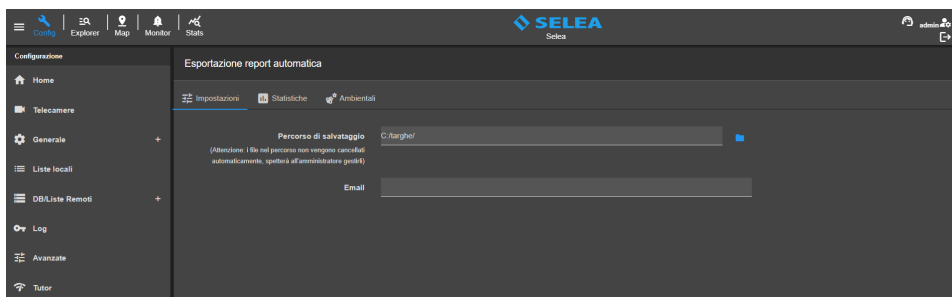 Config
Explorer
Map
Monitor
Stats
SELEA
Selea
admin
Configurazione
Home
Telecamere
Generale +
Liste locali
DB/Liste Remoti +
Log
Avanzate
Tutor
Esportazione report automatica
Impostazioni
Statistiche
Ambientali
Percorso di salvataggio
C:/targhe/
(Attenzione: i file nel percorso non vengono cancellati
automaticamente, spetterà all'amministratore gestirli)
Email